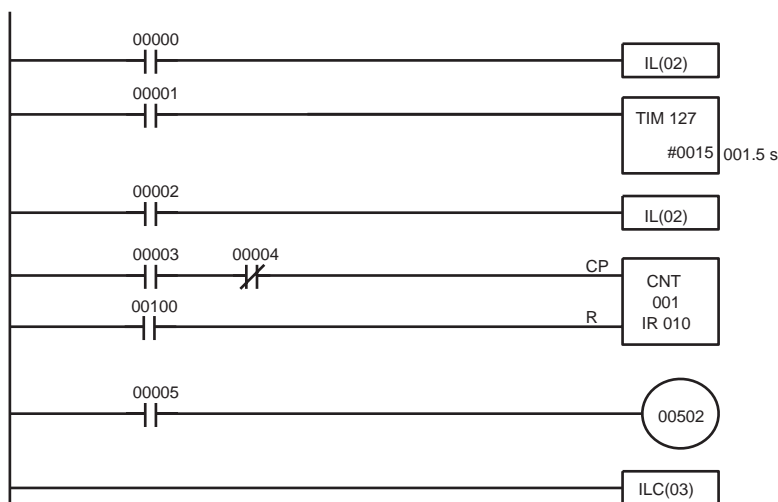 00000
IL(02)
00001
TIM 127
#0015 001.5 s
00002
IL(02)
00003 00004
CP
CNT
001
IR 010
00100
R
00005
00502
ILC(03)